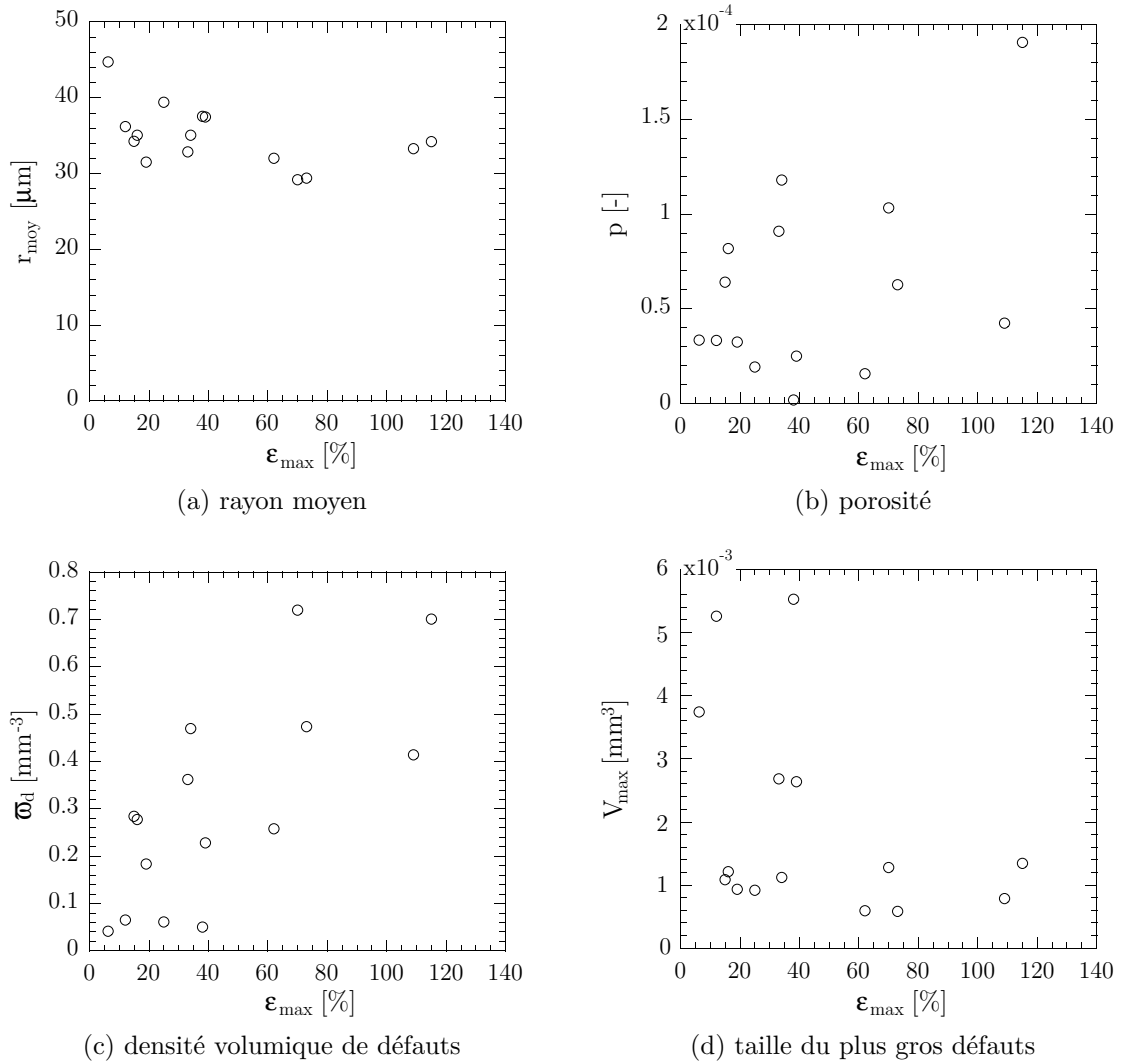 50
40
30
20
10
0
r_moy [μm]
0 20 40 60 80 100 120 140
ε_max [%]
(a) rayon moyen
x10^-4
2
1.5
1
0.5
0
p [-]
0 20 40 60 80 100 120 140
ε_max [%]
(b) porosité
0.8
0.7
0.6
0.5
0.4
0.3
0.2
0.1
0
ϖ_d [mm^-3]
0 20 40 60 80 100 120 140
ε_max [%]
(c) densité volumique de défauts
x10^-3
6
5
4
3
2
1
0
V_max [mm^3]
0 20 40 60 80 100 120 140
ε_max [%]
(d) taille du plus gros défauts